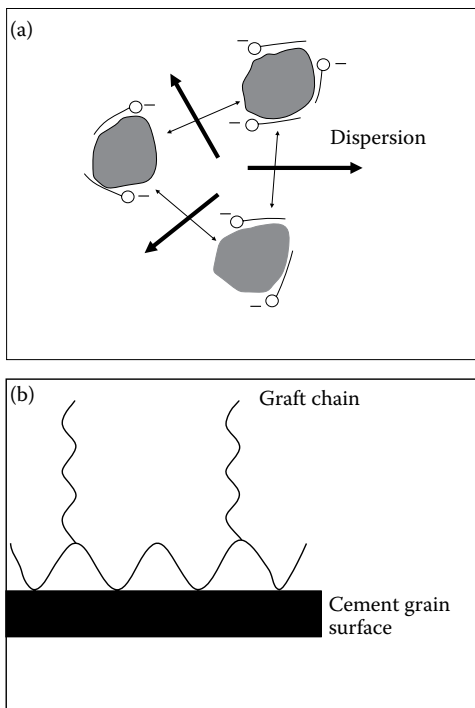 (a)
−
−
−
−
Dispersion
−
−
−
(b)
Graft chain
Cement grain
surface